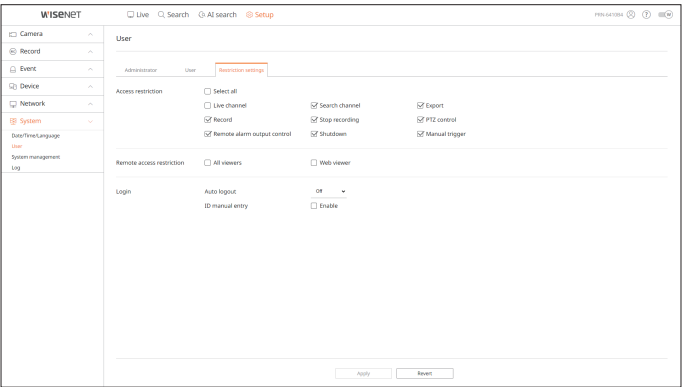 WISENET
Live Search AI search Setup
PRN-6410B4 ?
Camera
Record
Event
Device
Network
System
Date/Time/Language
User
System management
Log
User
Administrator User Restriction settings
Access restriction Select all
Live channel Search channel Export
Record Stop recording PTZ control
Remote alarm output control Shutdown Manual trigger
Remote access restriction All viewers Web viewer
Login Auto logout Off
ID manual entry Enable
Apply Revert